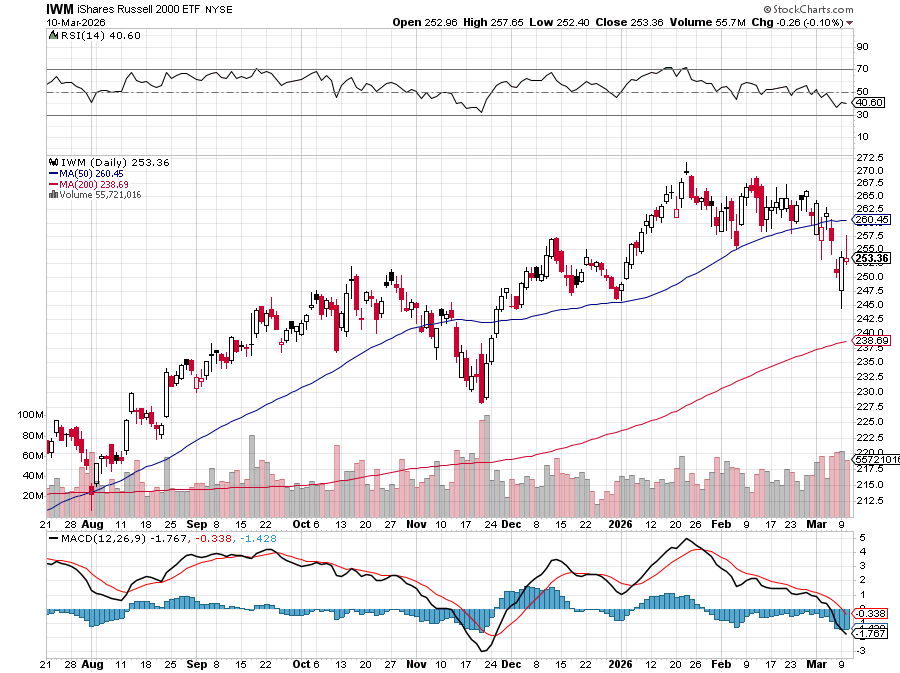 IWM iShares Russell 2000 ETF NYSE
© StockCharts.com
10-Mar-2026
Open 252.96 High 257.65 Low 252.40 Close 253.36 Volume 55.7M Chg -0.26 (-0.10%)
RSI(14) 40.60
90
70
50
40.60
30
10
IWM (Daily) 253.36
MA(50) 260.45
MA(200) 238.69
Volume 55,721,016
272.5
270.0
267.5
265.0
262.5
260.45
257.5
255.0
253.36
250.0
247.5
245.0
242.5
240.0
238.69
237.5
235.0
232.5
230.0
227.5
225.0
222.5
220.0
55721016
217.5
215.0
212.5
100M
80M
60M
40M
20M
21 28 Aug 11 18 25 Sep 8 15 22 Oct 6 13 20 27 Nov 10 17 24 Dec 8 15 22 2026 12 20 26 Feb 9 17 23 Mar 9
MACD(12,26,9) -1.767, -0.338, -1.428
5
4
3
2
1
0
-0.338
-1.428
-1.767
-3
21 28 Aug 11 18 25 Sep 8 15 22 Oct 6 13 20 27 Nov 10 17 24 Dec 8 15 22 2026 12 20 26 Feb 9 17 23 Mar 9